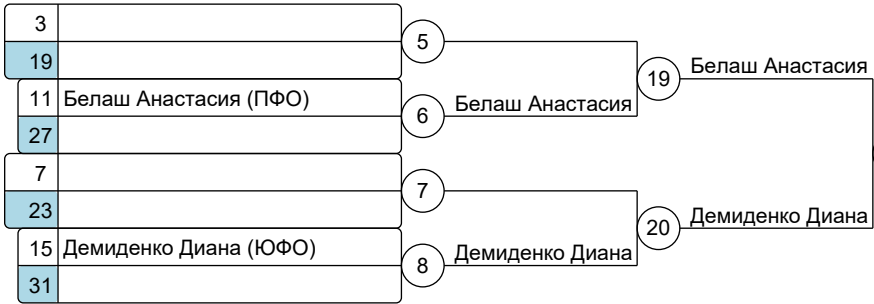 3
5
19
19 Белаш Анастасия
11 Белаш Анастасия (ПФО)
6 Белаш Анастасия
27
7
7
23
20 Демиденко Диана
15 Демиденко Диана (ЮФО)
8 Демиденко Диана
31